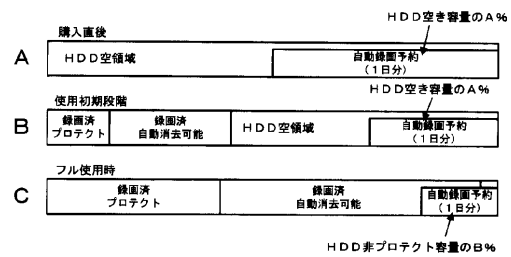 購入直後
HDD空き容量のA%
A
HDD空領域
自動録画予約
(1日分)
使用初期段階
HDD空き容量のA%
B
録画済
プロテクト
録画済
自動消去可能
HDD空領域
自動録画予約
(1日分)
フル使用時
C
録画済
プロテクト
録画済
自動消去可能
自動録画予約
(1日分)
HDD非プロテクト容量のB%